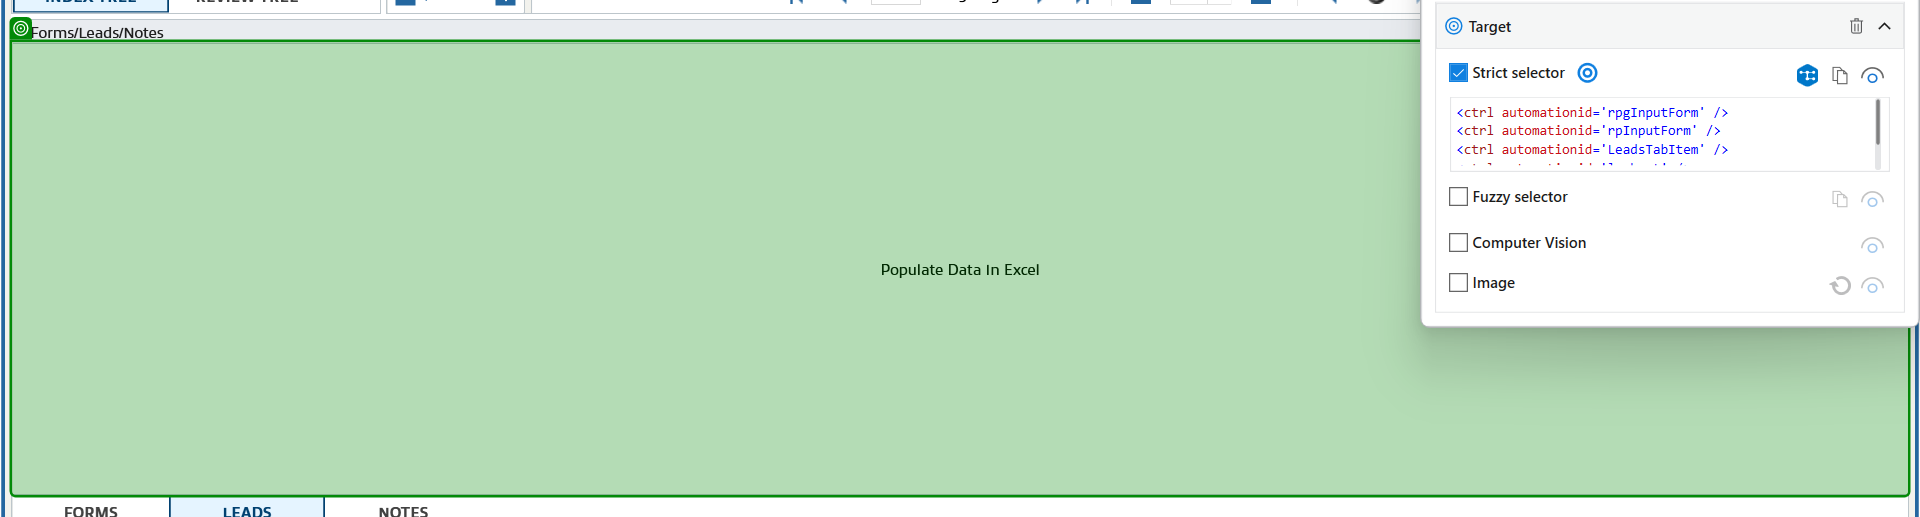 INDEX TREE
REVIEW TREE
Forms/Leads/Notes
Populate Data In Excel
FORMS
LEADS
NOTES
Target
Strict selector
<ctrl automationid='rpgInputForm' />
<ctrl automationid='rpInputForm' />
<ctrl automationid='LeadsTabItem' />
Fuzzy selector
Computer Vision
Image